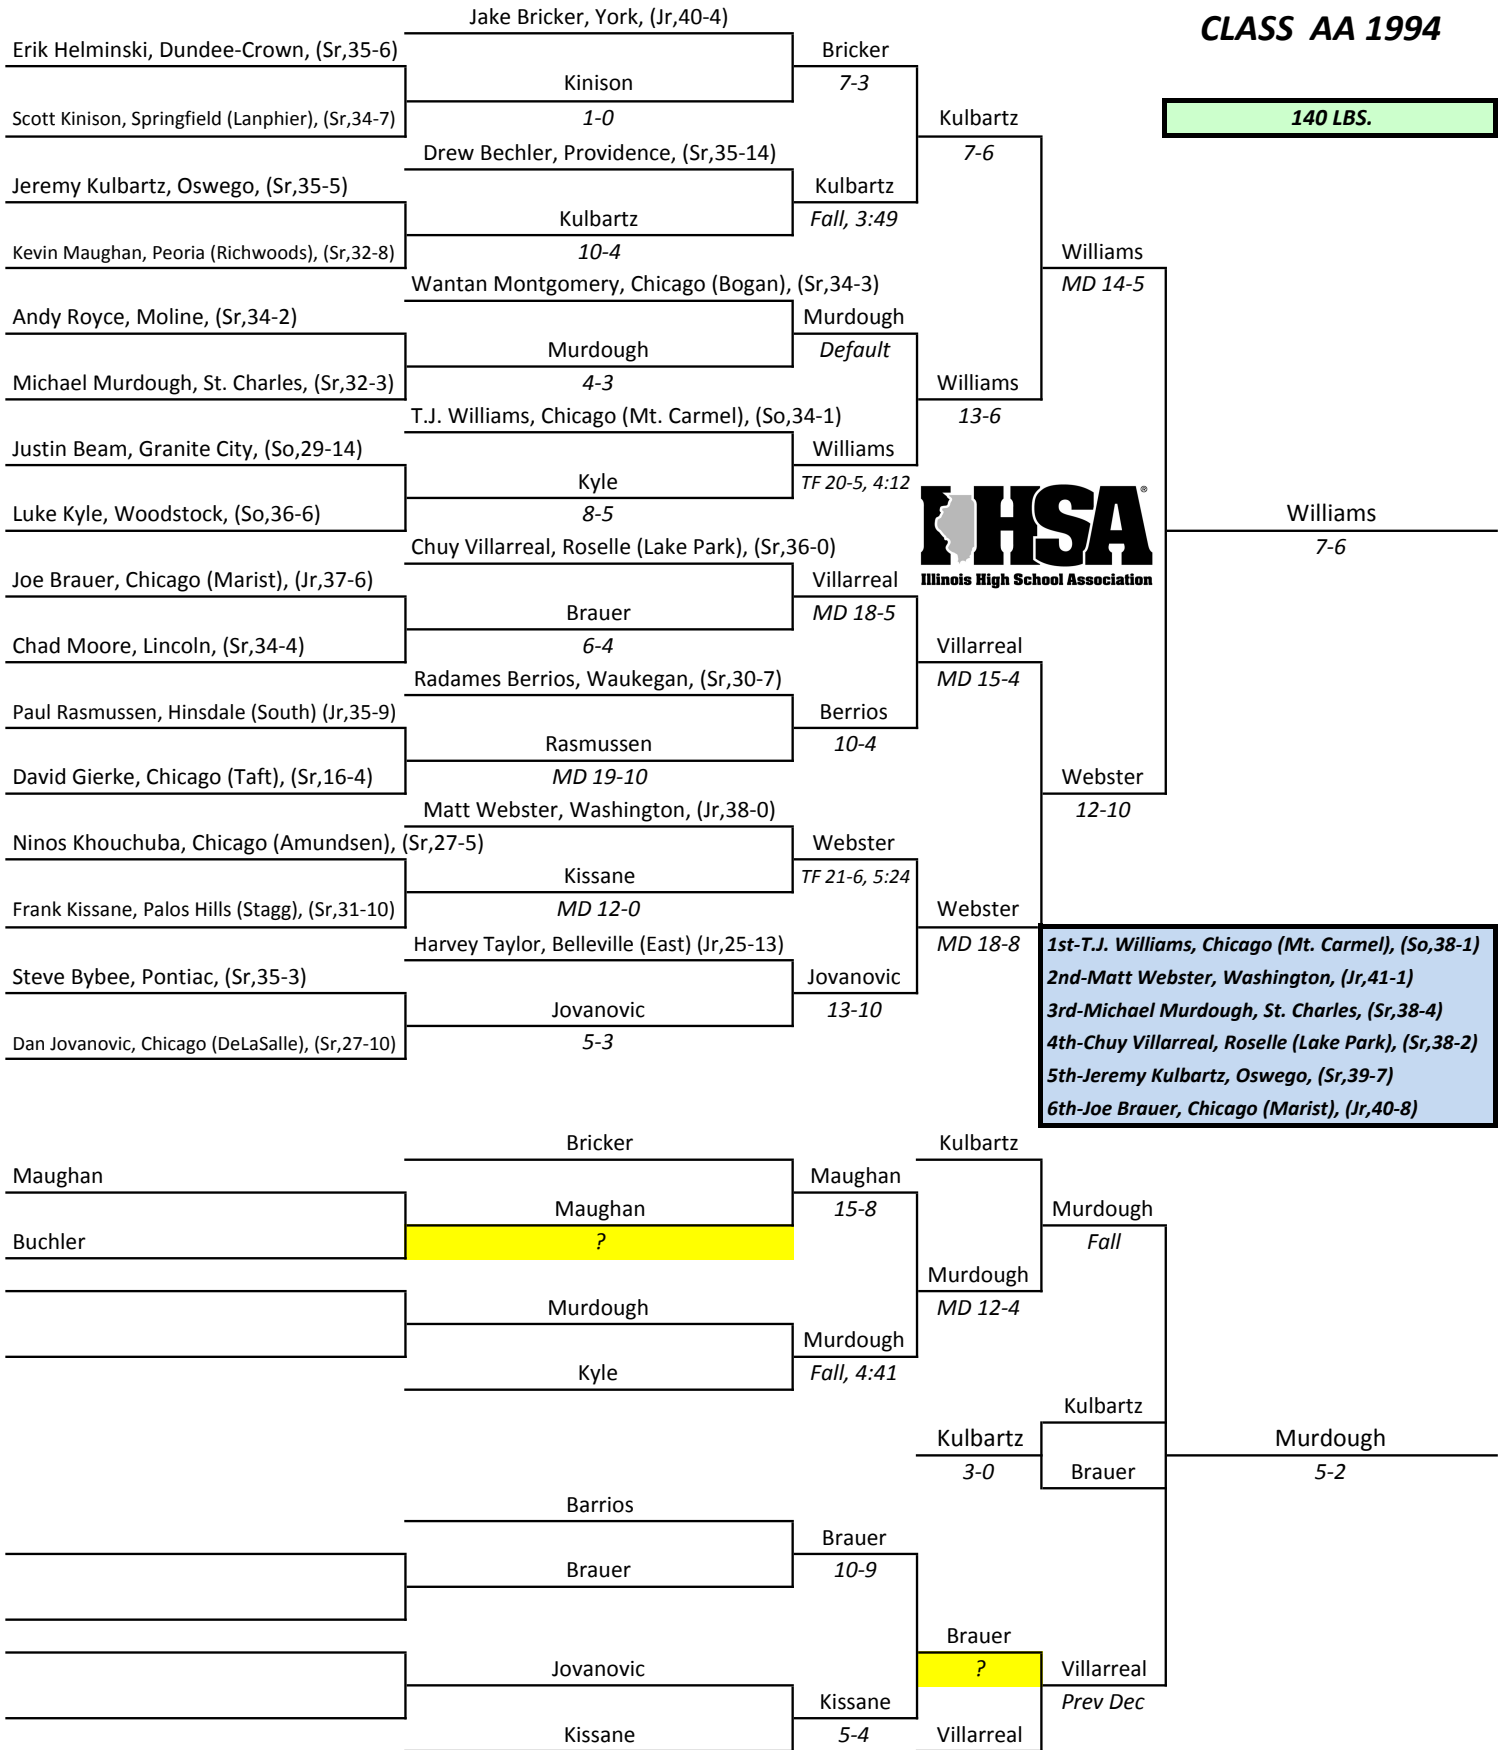 Jake Bricker, York, (Jr,40-4)
CLASS AA 1994
Erik Helminski, Dundee-Crown, (Sr,35-6)
Bricker
Kinison
7-3
Scott Kinison, Springfield (Lanphier), (Sr,34-7)
1-0
Kulbartz
140 LBS.
Drew Bechler, Providence, (Sr,35-14)
7-6
Jeremy Kulbartz, Oswego, (Sr,35-5)
Kulbartz
Kulbartz
Fall, 3:49
Kevin Maughan, Peoria (Richwoods), (Sr,32-8)
10-4
Williams
Wantan Montgomery, Chicago (Bogan), (Sr,34-3)
MD 14-5
Andy Royce, Moline, (Sr,34-2)
Murdough
Murdough
Default
Michael Murdough, St. Charles, (Sr,32-3)
4-3
Williams
T.J. Williams, Chicago (Mt. Carmel), (So,34-1)
13-6
Justin Beam, Granite City, (So,29-14)
Williams
Kyle
TF 20-5, 4:12
Luke Kyle, Woodstock, (So,36-6)
8-5
IHSA®
Williams
Chuy Villarreal, Roselle (Lake Park), (Sr,36-0)
7-6
Joe Brauer, Chicago (Marist), (Jr,37-6)
Villarreal
Illinois High School Association
Brauer
MD 18-5
Chad Moore, Lincoln, (Sr,34-4)
6-4
Villarreal
Radames Berrios, Waukegan, (Sr,30-7)
MD 15-4
Paul Rasmussen, Hinsdale (South) (Jr,35-9)
Berrios
Rasmussen
10-4
David Gierke, Chicago (Taft), (Sr,16-4)
MD 19-10
Webster
Matt Webster, Washington, (Jr,38-0)
12-10
Ninos Khouchuba, Chicago (Amundsen), (Sr,27-5)
Webster
Kissane
TF 21-6, 5:24
Frank Kissane, Palos Hills (Stagg), (Sr,31-10)
MD 12-0
Webster
Harvey Taylor, Belleville (East) (Jr,25-13)
MD 18-8
1st-T.J. Williams, Chicago (Mt. Carmel), (So,38-1)
Steve Bybee, Pontiac, (Sr,35-3)
Jovanovic
2nd-Matt Webster, Washington, (Jr,41-1)
Jovanovic
13-10
3rd-Michael Murdough, St. Charles, (Sr,38-4)
Dan Jovanovic, Chicago (DeLaSalle), (Sr,27-10)
5-3
4th-Chuy Villarreal, Roselle (Lake Park), (Sr,38-2)
5th-Jeremy Kulbartz, Oswego, (Sr,39-7)
6th-Joe Brauer, Chicago (Marist), (Jr,40-8)
Bricker
Kulbartz
Maughan
Maughan
Maughan
15-8
Murdough
Buchler
?
Fall
Murdough
Murdough
MD 12-4
Murdough
Kyle
Fall, 4:41
Kulbartz
Kulbartz
Murdough
3-0
Brauer
5-2
Barrios
Brauer
Brauer
10-9
Brauer
Jovanovic
?
Villarreal
Kissane
Prev Dec
Kissane
5-4
Villarreal